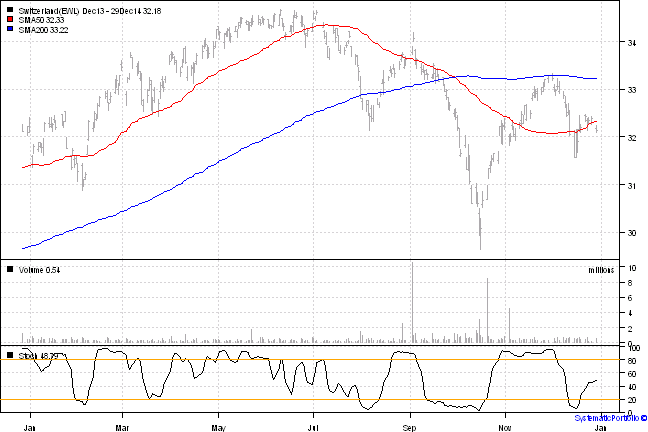 Switzerland(EWL) Dec13 - 29Dec14 32.18
SMA50 32.33
SMA200 33.22
34
33
32
31
30
Volume 0.54
millions
10
8
6
4
2
0
Stoch 48.79
100
80
60
40
20
0
Jan Mar May Jul Sep Nov Jan
SystematicPortfolio ©